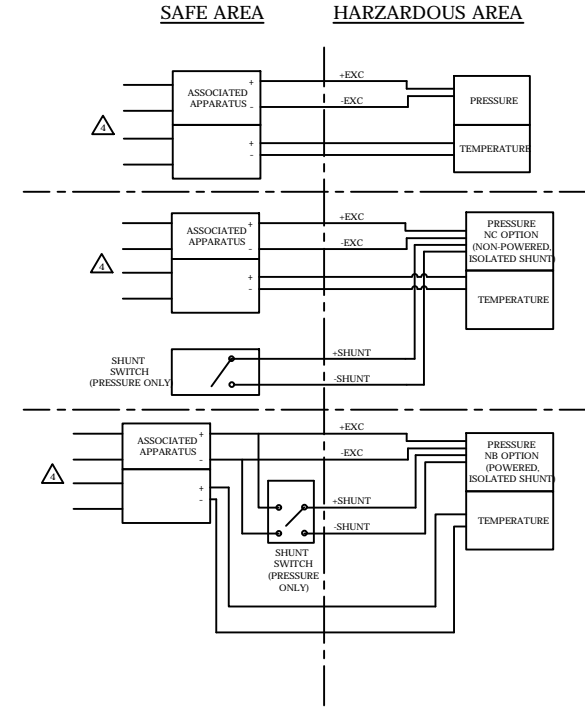 SAFE AREA
HARZARDOUS AREA
ASSOCIATED
APPARATUS
+
-
+
-
+EXC
-EXC
PRESSURE
TEMPERATURE
4
ASSOCIATED
APPARATUS
+
-
+
-
+EXC
-EXC
PRESSURE
NC OPTION
(NON-POWERED,
ISOLATED SHUNT)
TEMPERATURE
4
SHUNT
SWITCH
(PRESSURE ONLY)
+SHUNT
-SHUNT
ASSOCIATED
APPARATUS
+
-
+
-
+EXC
-EXC
PRESSURE
NB OPTION
(POWERED,
ISOLATED SHUNT)
TEMPERATURE
4
+SHUNT
-SHUNT
SHUNT
SWITCH
(PRESSURE
ONLY)